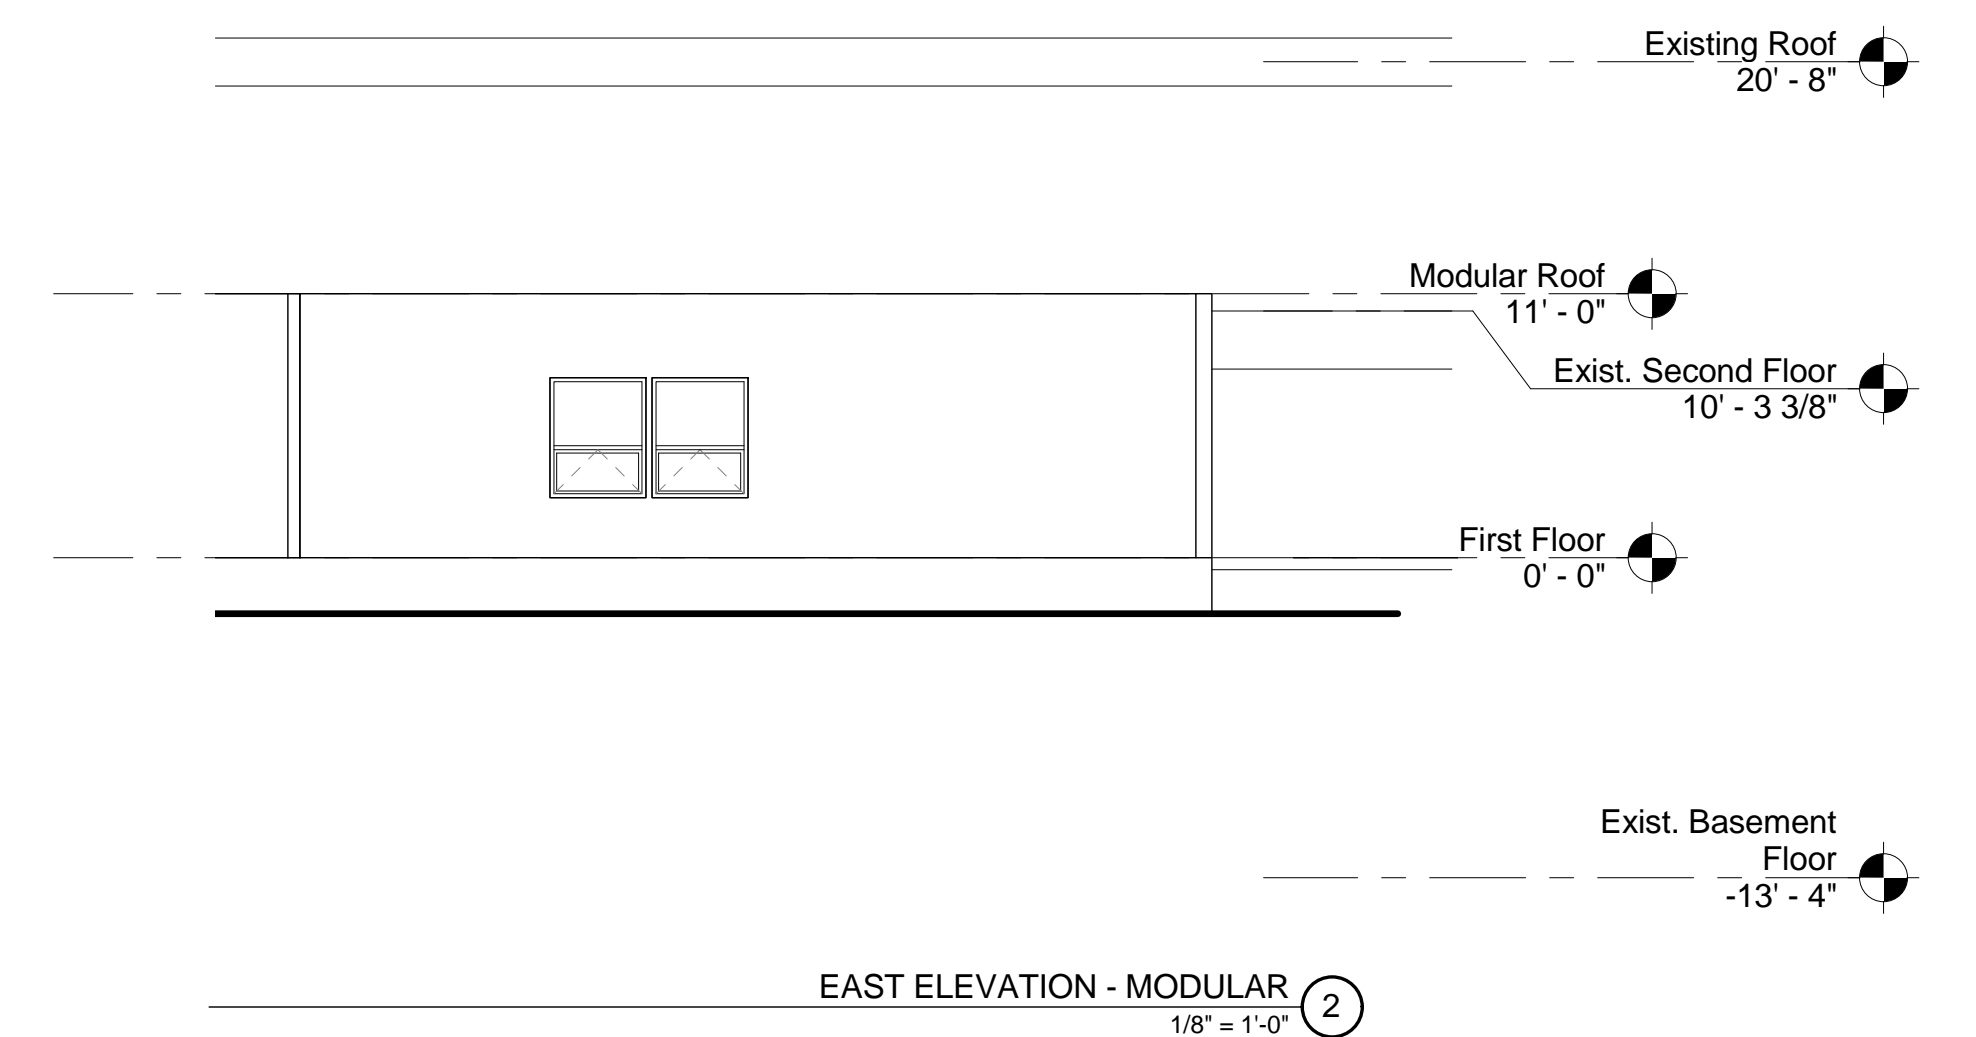 Existing Roof
20' - 8"
Modular Roof
11' - 0"
Exist. Second Floor
10' - 3 3/8"
First Floor
0' - 0"
Exist. Basement
Floor
-13' - 4"
EAST ELEVATION - MODULAR
1/8" = 1'-0"
2